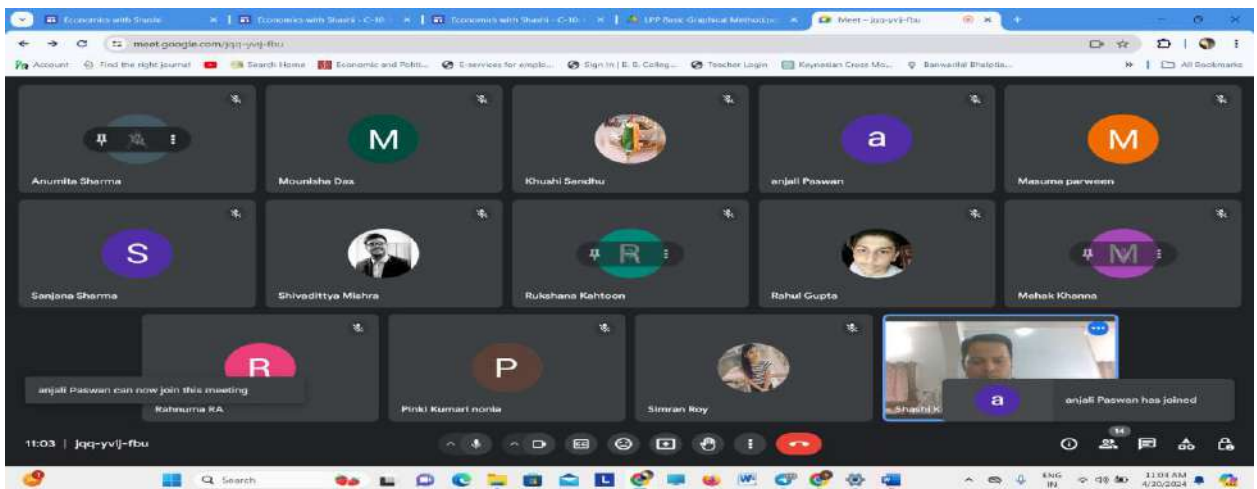 Economics with Shashi
Economics with Shashi - C-10
Economics with Shashi - C-10
LPP Basic Graphical Method
Meet – jqq-yvij-fbu
meet.google.com/jqq-yvij-fbu
Account Find the right journal Search Home Economic and Politi... E-services for emplo... Sign In | B. B. Colleg... Teacher Login Keynesian Cross Mo... Banwarilal Bhalotia... All Bookmarks
Anumita Sharma
M
Mounisha Das
Khushi Sandhu
a
anjali Paswan
M
Masuma parween
S
Sanjana Sharma
Shivadittya Mishra
R
Rukshana Kahtoon
Rahul Gupta
M
Mehak Khanna
R
Rahnuma RA
anjali Paswan can now join this meeting
P
Pinki Kumari nonia
Simran Roy
Shashi K
a
anjali Paswan has joined
11:03 | jqq-yvij-fbu
14
Search
ENG
IN
11:03 AM
4/20/2024